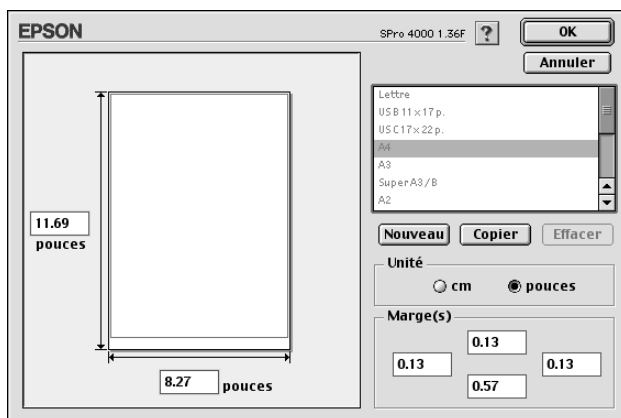 EPSON
SPro 4000 1.36F
?
OK
Annuler
Lettre
USB 11×17 p.
USC 17×22 p.
A4
A3
Super A3/B
A2
11.69
pouces
8.27 pouces
Nouveau Copier Effacer
Unité
cm pouces
Marge(s)
0.13
0.13 0.13
0.57